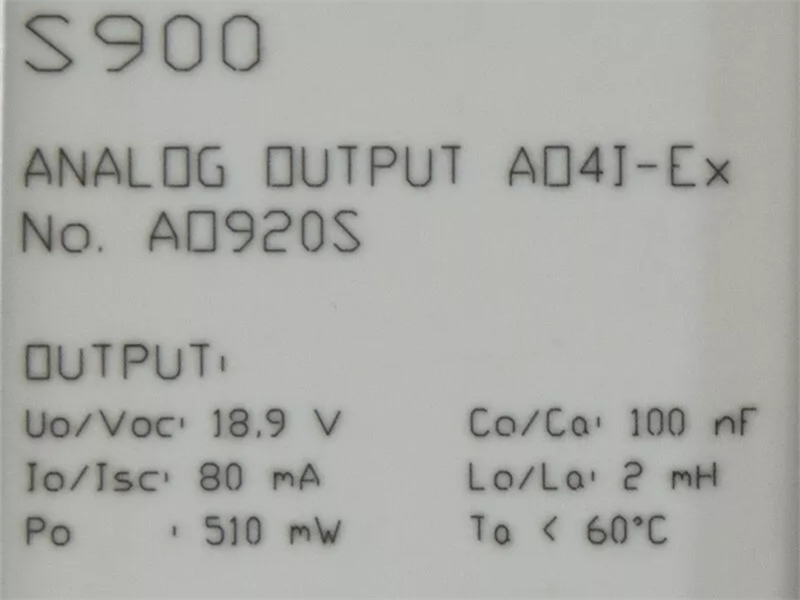 S900
ANALOG OUTPUT AO4I-Ex
No. AO920S
OUTPUT:
Uo/Voc: 18.9 V Co/Ca: 100 nF
Io/Isc: 80 mA Lo/La: 2 mH
Po : 510 mW Ta < 60°C